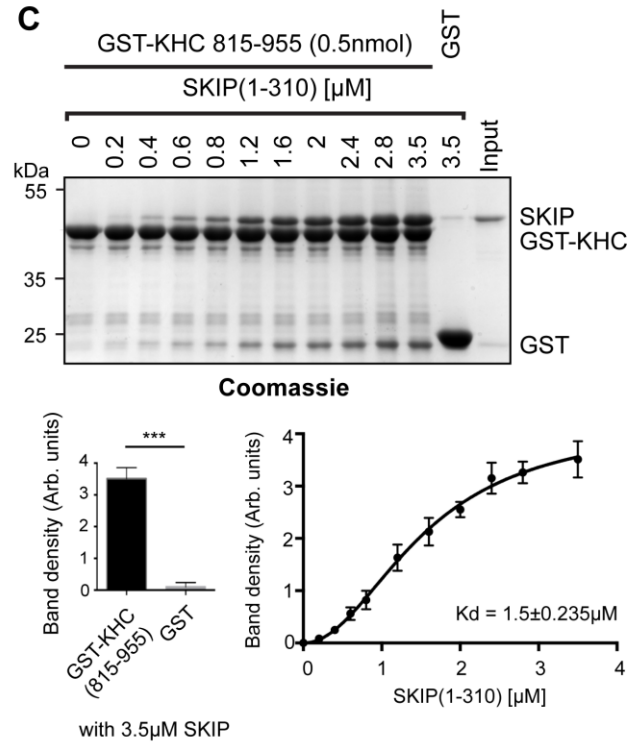 C
GST-KHC 815-955 (0.5nmol)
GST
SKIP(1-310) [µM]
0 0.2 0.4 0.6 0.8 1.2 1.6 2 2.4 2.8 3.5 3.5 Input
kDa
55
SKIP
GST-KHC
35
25
GST
Coomassie
Band density (Arb. units)
4
3
2
1
0
***
GST-KHC
(815-955)
GST
with 3.5µM SKIP
Band density (Arb. units)
4
3
2
1
0
Kd = 1.5±0.235µM
0 1 2 3 4
SKIP(1-310) [µM]